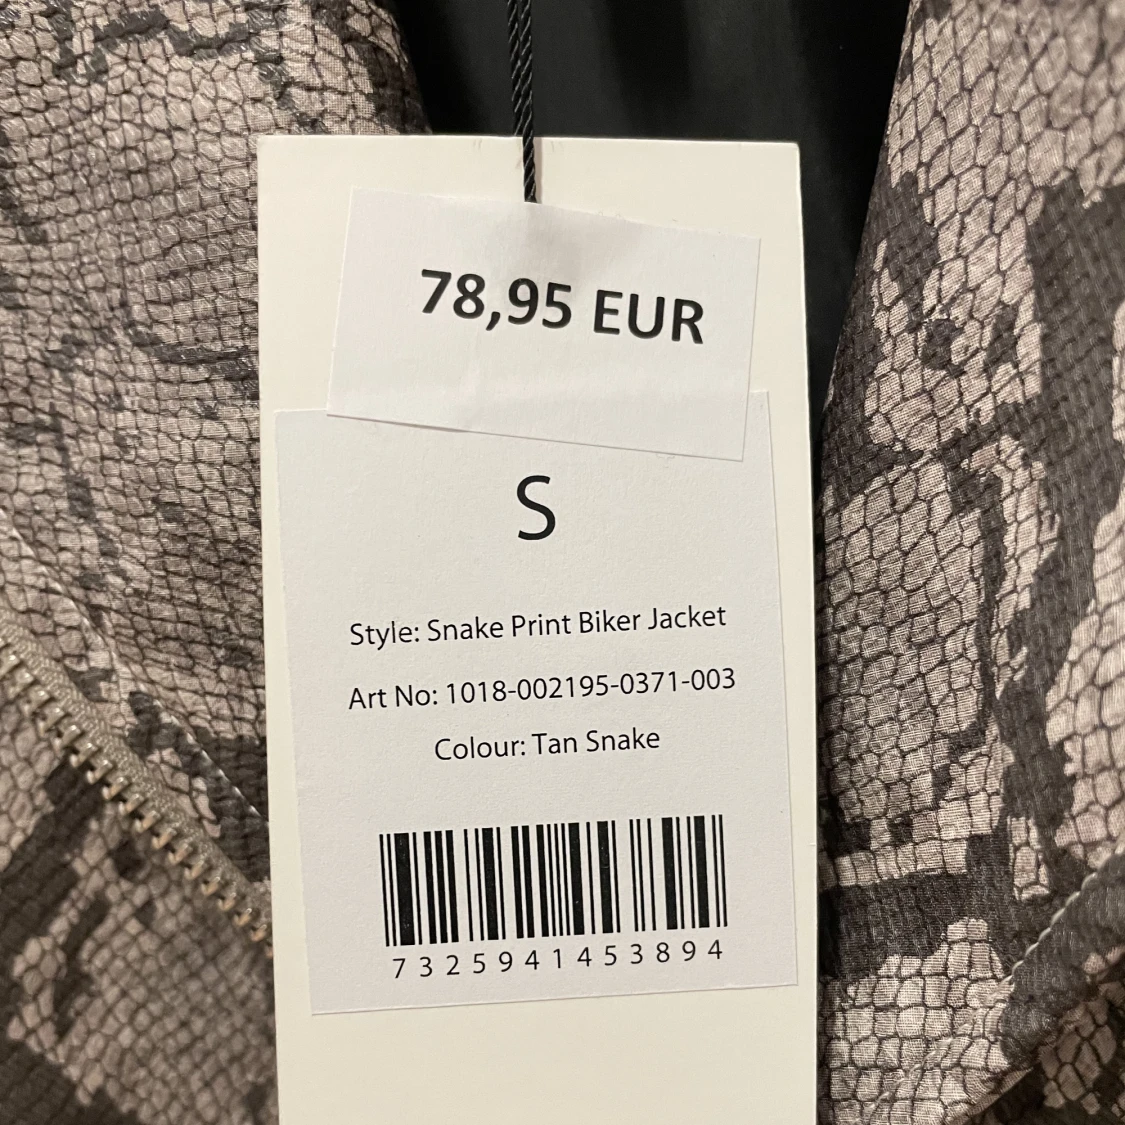 78,95 EUR
S
Style: Snake Print Biker Jacket
Art No: 1018-002195-0371-003
Colour: Tan Snake
7325941453894